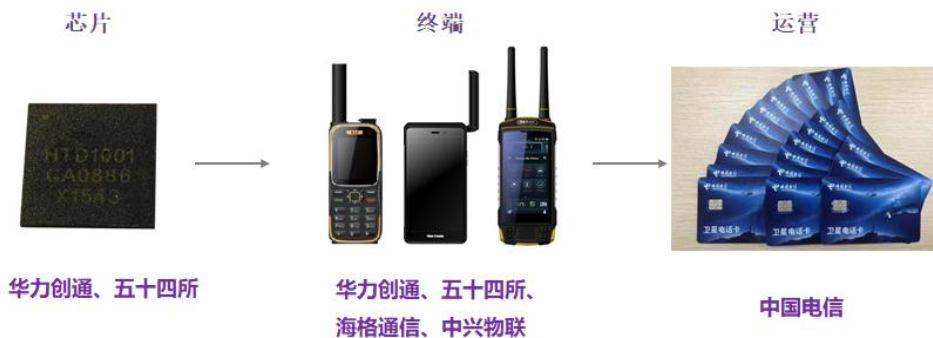 芯片
终端
运营
HTD1001
CA0886
X1543
卫星电话卡
卫星电话卡
卫星电话卡
华力创通、五十四所
华力创通、五十四所、
海格通信、中兴物联
中国电信